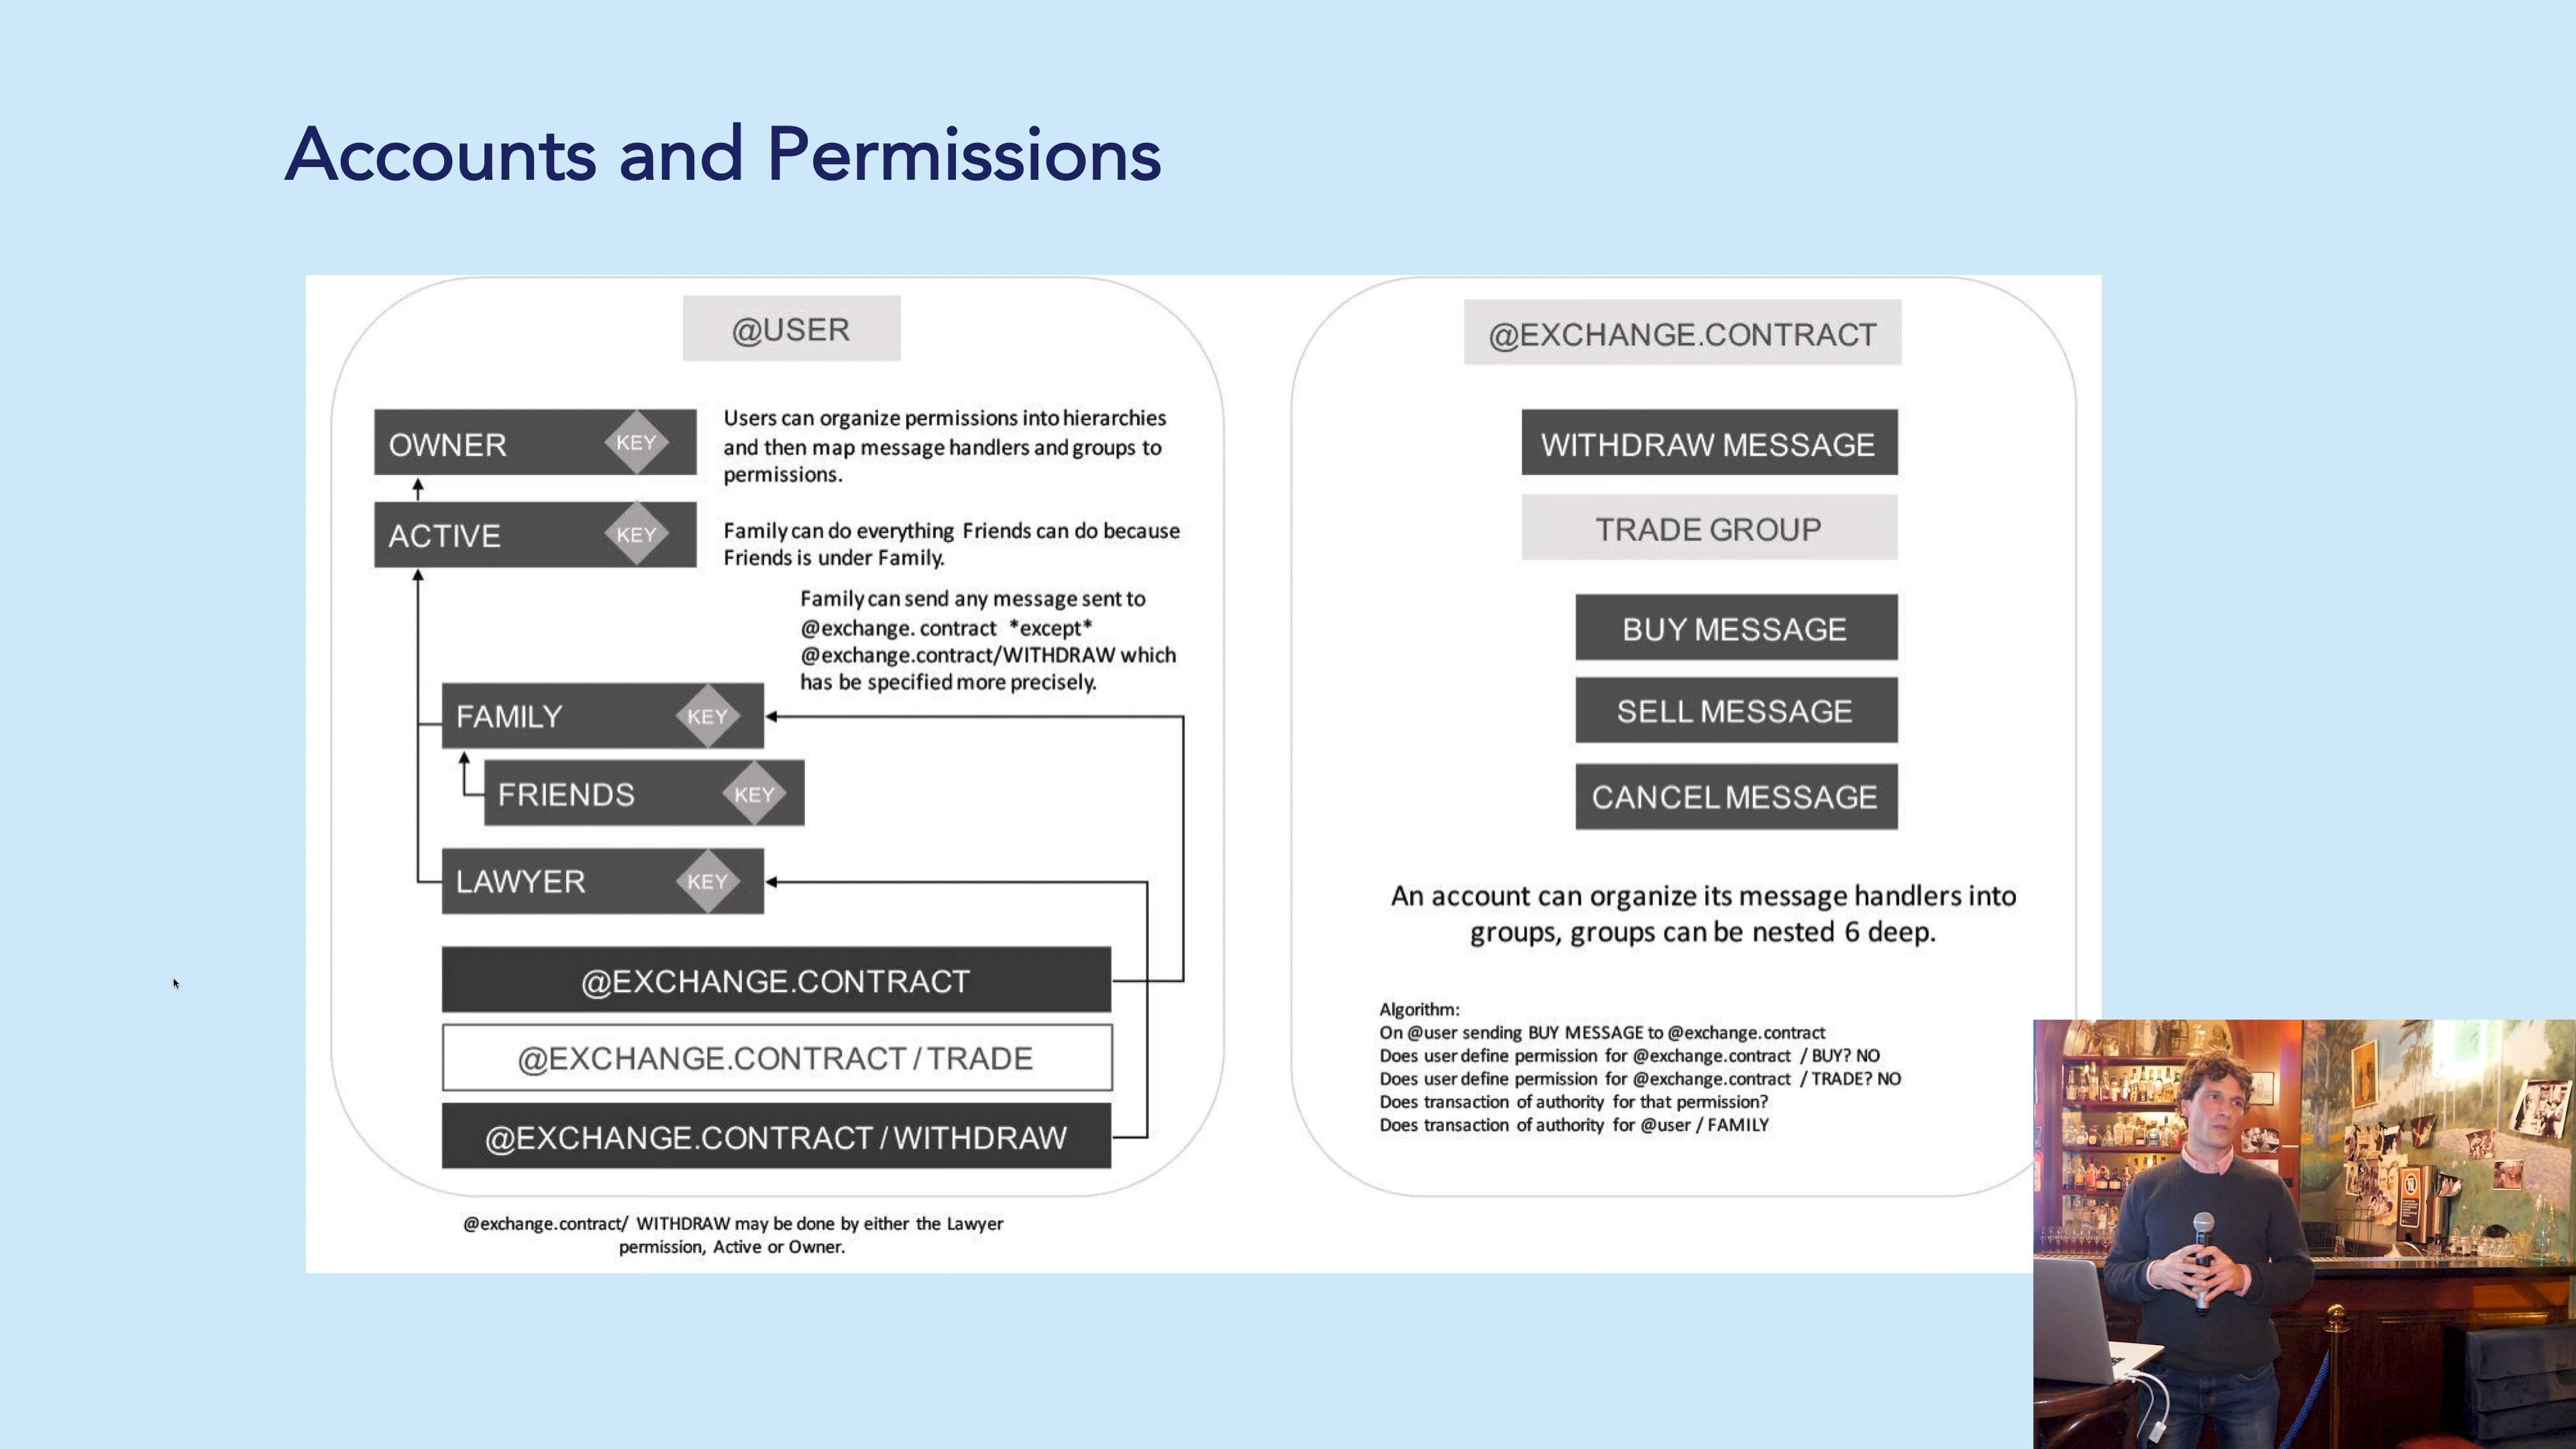 Accounts and Permissions
@USER
OWNER
KEY
Users can organize permissions into hierarchies
and then map message handlers and groups to
permissions.
ACTIVE
KEY
Family can do everything Friends can do because
Friends is under Family.
Family can send any message sent to
@exchange. contract *except*
@exchange.contract/WITHDRAW which
has be specified more precisely.
FAMILY
KEY
FRIENDS
KEY
LAWYER
KEY
@EXCHANGE.CONTRACT
@EXCHANGE.CONTRACT / TRADE
@EXCHANGE.CONTRACT / WITHDRAW
@exchange.contract/ WITHDRAW may be done by either the Lawyer
permission, Active or Owner.
@EXCHANGE.CONTRACT
WITHDRAW MESSAGE
TRADE GROUP
BUY MESSAGE
SELL MESSAGE
CANCEL MESSAGE
An account can organize its message handlers into
groups, groups can be nested 6 deep.
Algorithm:
On @user sending BUY MESSAGE to @exchange.contract
Does user define permission for @exchange.contract / BUY? NO
Does user define permission for @exchange.contract / TRADE? NO
Does transaction of authority for that permission?
Does transaction of authority for @user / FAMILY